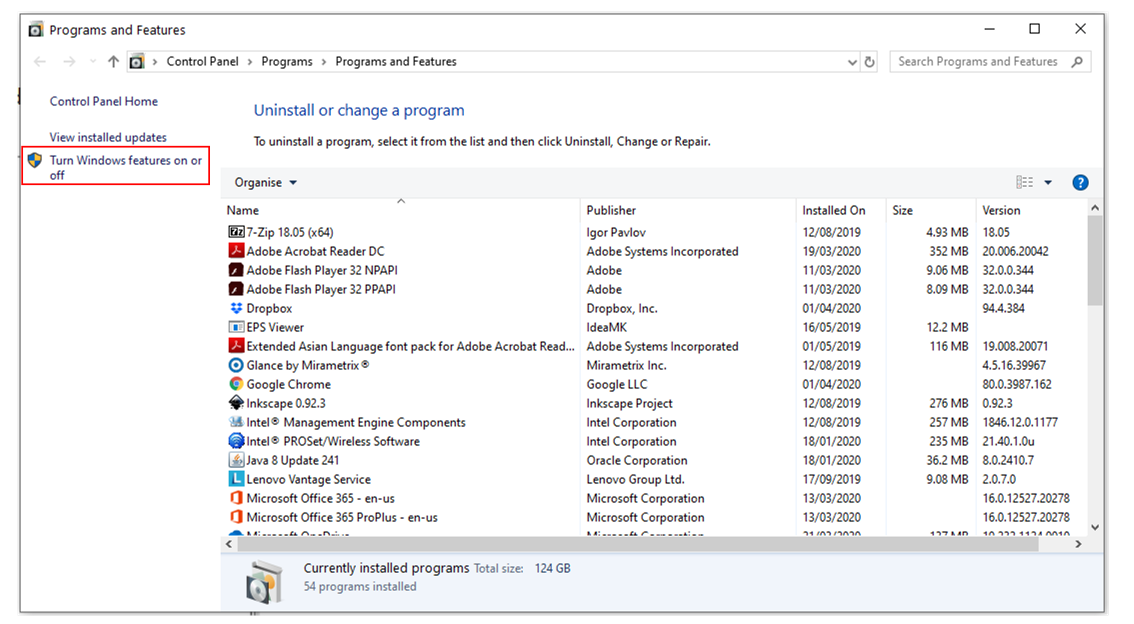 Programs and Features
Control Panel > Programs > Programs and Features
Search Programs and Features
Control Panel Home
View installed updates
Turn Windows features on or
off
Uninstall or change a program
To uninstall a program, select it from the list and then click Uninstall, Change or Repair.
Organise
?
Name Publisher Installed On Size Version
7-Zip 18.05 (x64) Igor Pavlov 12/08/2019 4.93 MB 18.05
Adobe Acrobat Reader DC Adobe Systems Incorporated 19/03/2020 352 MB 20.006.20042
Adobe Flash Player 32 NPAPI Adobe 11/03/2020 9.06 MB 32.0.0.344
Adobe Flash Player 32 PPAPI Adobe 11/03/2020 8.09 MB 32.0.0.344
Dropbox Dropbox, Inc. 01/04/2020 94.4.384
EPS Viewer IdeaMK 16/05/2019 12.2 MB
Extended Asian Language font pack for Adobe Acrobat Read... Adobe Systems Incorporated 01/05/2019 116 MB 19.008.20071
Glance by Mirametrix® Mirametrix Inc. 12/08/2019 4.5.16.39967
Google Chrome Google LLC 01/04/2020 80.0.3987.162
Inkscape 0.92.3 Inkscape Project 12/08/2019 276 MB 0.92.3
Intel® Management Engine Components Intel Corporation 12/08/2019 257 MB 1846.12.0.1177
Intel® PROSet/Wireless Software Intel Corporation 18/01/2020 235 MB 21.40.1.0u
Java 8 Update 241 Oracle Corporation 18/01/2020 36.2 MB 8.0.2410.7
Lenovo Vantage Service Lenovo Group Ltd. 17/09/2019 9.08 MB 2.0.7.0
Microsoft Office 365 - en-us Microsoft Corporation 13/03/2020 16.0.12527.20278
Microsoft Office 365 ProPlus - en-us Microsoft Corporation 13/03/2020 16.0.12527.20278
Microsoft OneDrive Microsoft Corporation
Currently installed programs Total size: 124 GB
54 programs installed